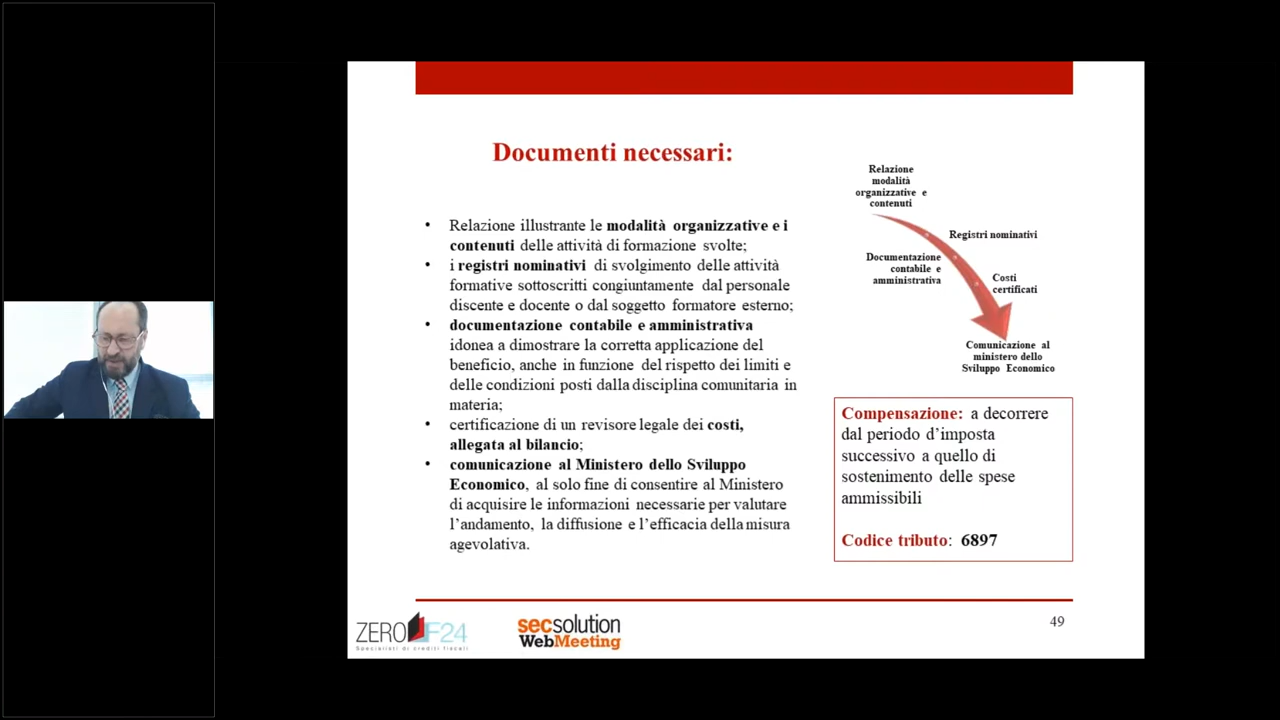 Documenti necessari:
• Relazione illustrante le modalità organizzative e i
contenuti delle attività di formazione svolte;
• i registri nominativi di svolgimento delle attività
formative sottoscritti congiuntamente dal personale
discente e docente o dal soggetto formatore esterno;
• documentazione contabile e amministrativa
idonea a dimostrare la corretta applicazione del
beneficio, anche in funzione del rispetto dei limiti e
delle condizioni posti dalla disciplina comunitaria in
materia;
• certificazione di un revisore legale dei costi,
allegata al bilancio;
• comunicazione al Ministero dello Sviluppo
Economico, al solo fine di consentire al Ministero
di acquisire le informazioni necessarie per valutare
l’andamento, la diffusione e l’efficacia della misura
agevolativa.
Relazione
modalità
organizzative e
contenuti
Registri nominativi
Documentazione
contabile e
amministrativa
Costi
certificati
Comunicazione al
ministero dello
Sviluppo Economico
Compensazione: a decorrere
dal periodo d’imposta
successivo a quello di
sostenimento delle spese
ammissibili
Codice tributo: 6897
ZERO F24
Specialisti di crediti fiscali
secsolution
WebMeeting
49